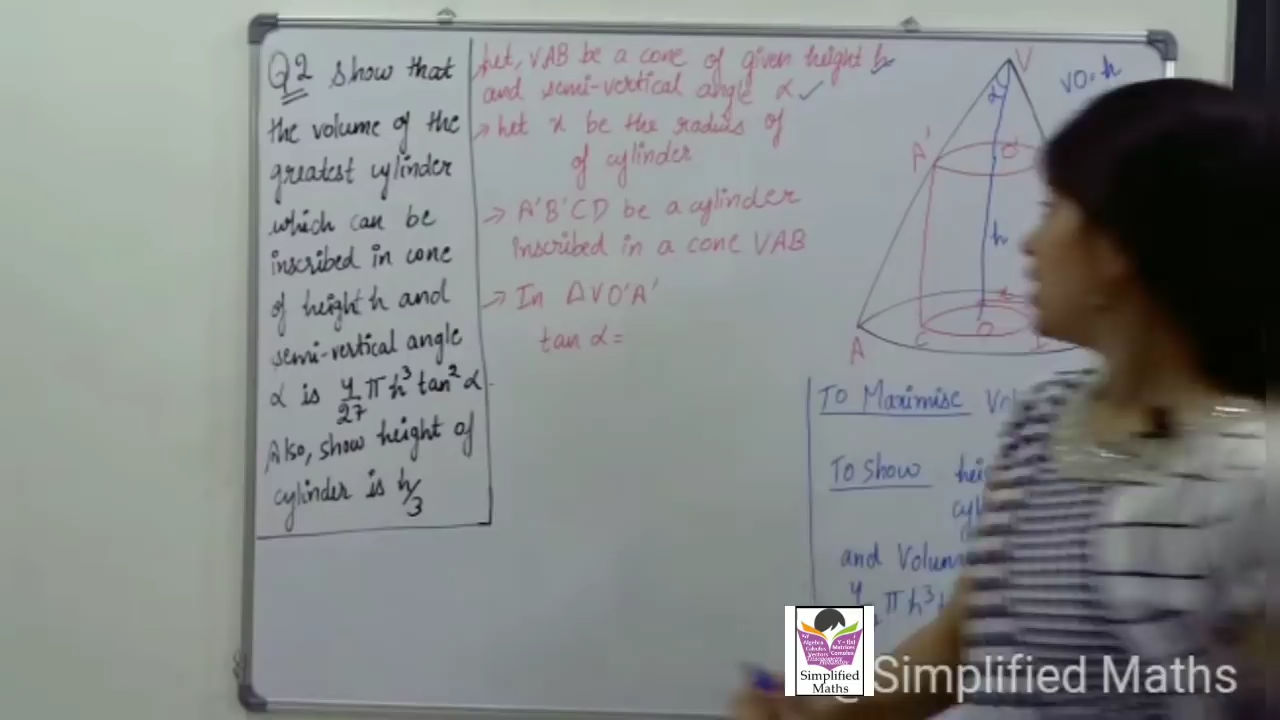 Q2 Show that
the volume of the
greatest cylinder
which can be
inscribed in cone
of height h and
semi-vertical angle
α is 4/27 π h³ tan² α
Also, show height of
cylinder is h/3
Let, VAB be a cone of given height h
and semi-vertical angle α ✓
→ Let x be the radius of
of cylinder
→ A'B'CD be a cylinder
Inscribed in a cone VAB
→ In ΔVO'A'
tan α =
V
VO = h
α
A'
O'
h
x
A
C
O
To Maximise
To Show
and
π h³
Simplified
Maths
Simplified Maths